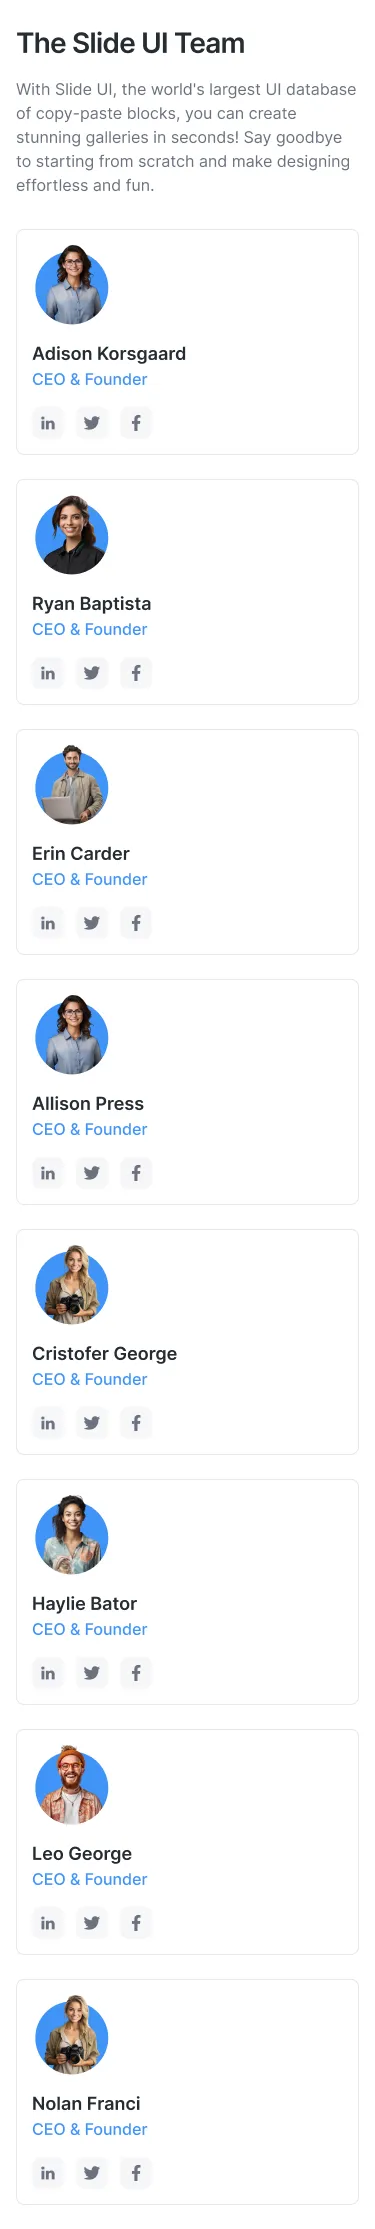 The Slide UI Team
With Slide UI, the world's largest UI database
of copy-paste blocks, you can create
stunning galleries in seconds! Say goodbye
to starting from scratch and make designing
effortless and fun.
Adison Korsgaard
CEO & Founder
in
Ryan Baptista
CEO & Founder
in
Erin Carder
CEO & Founder
in
Allison Press
CEO & Founder
in
Cristofer George
CEO & Founder
in
Haylie Bator
CEO & Founder
in
Leo George
CEO & Founder
in
Nolan Franci
CEO & Founder
in